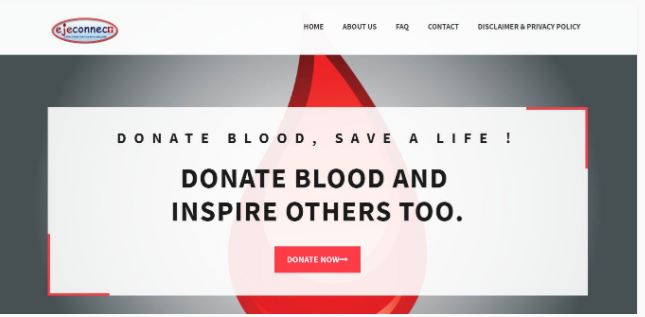 ejeconnect
HOME ABOUT US FAQ CONTACT DISCLAIMER & PRIVACY POLICY
DONATE BLOOD, SAVE A LIFE !
DONATE BLOOD AND
INSPIRE OTHERS TOO.
DONATE NOW⟶